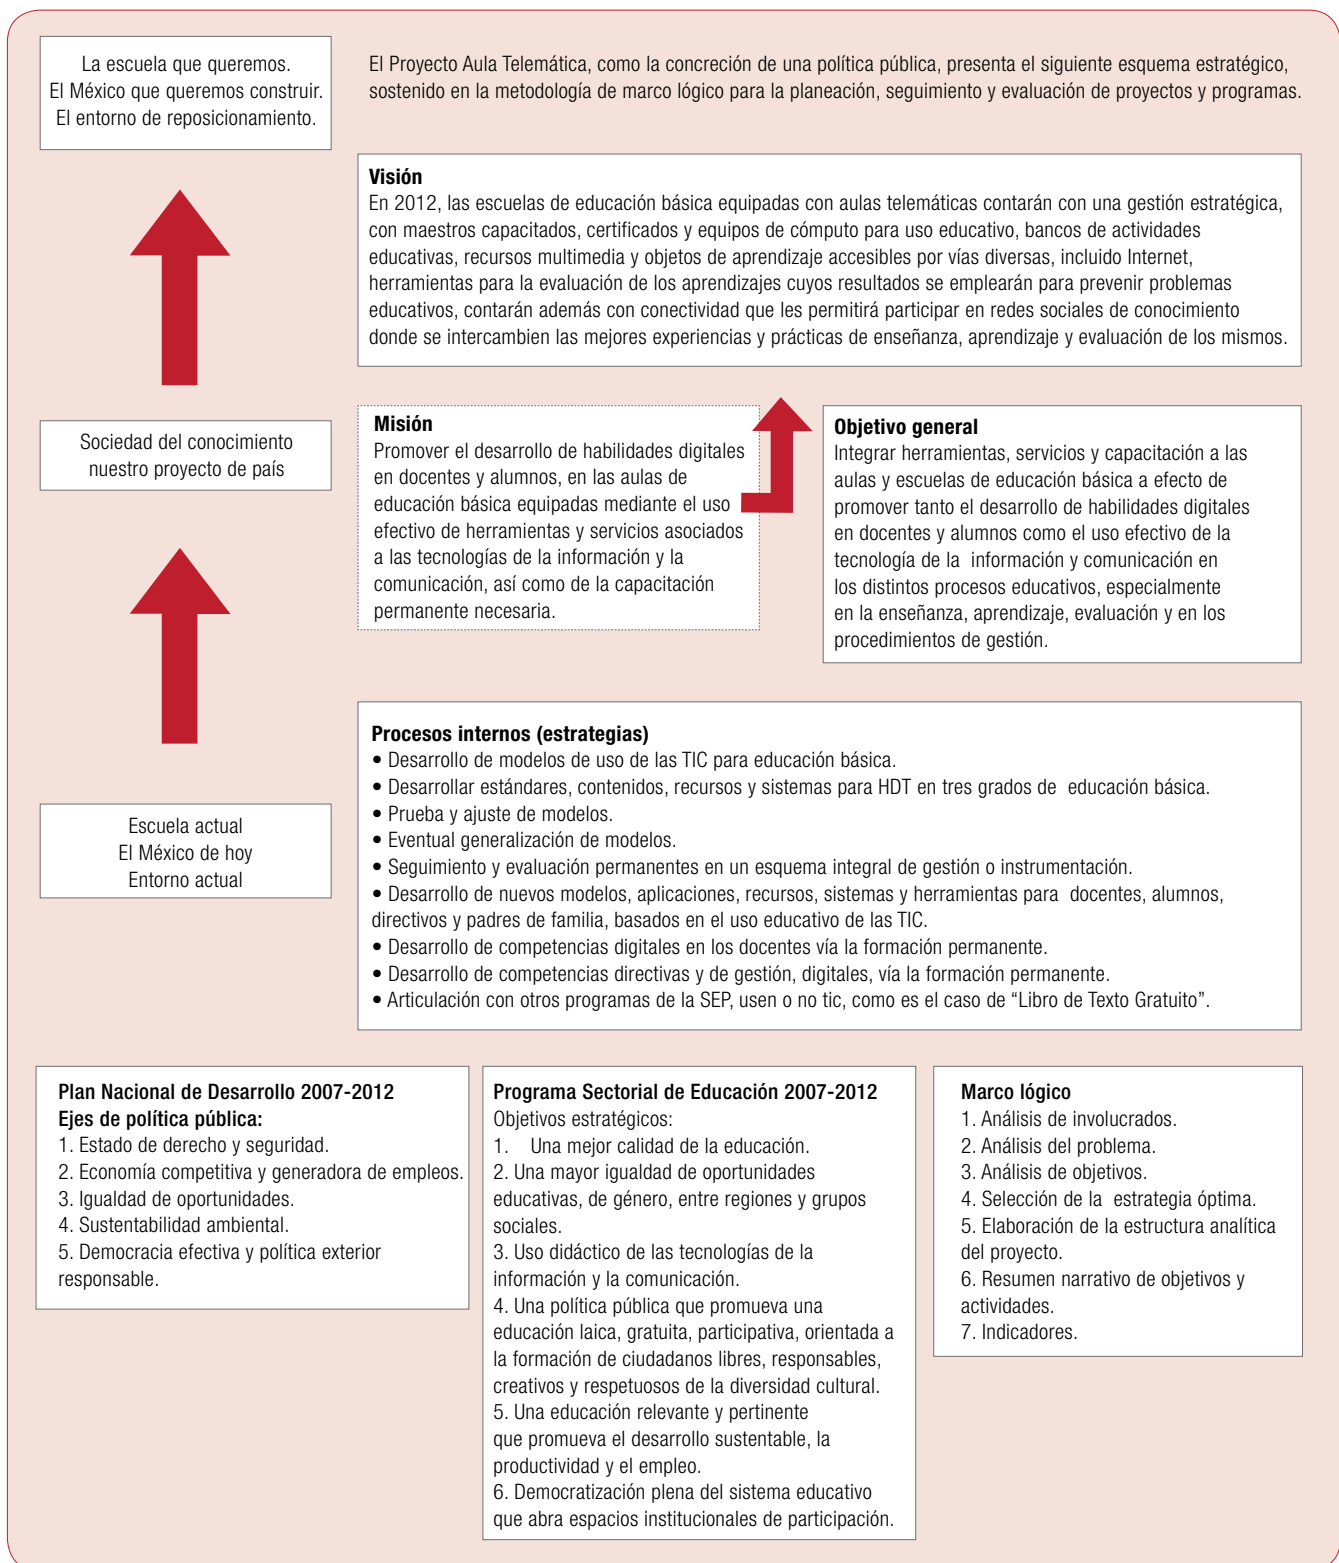 La escuela que queremos.
El México que queremos construir.
El entorno de reposicionamiento.
El Proyecto Aula Telemática, como la concreción de una política pública, presenta el siguiente esquema estratégico,
sostenido en la metodología de marco lógico para la planeación, seguimiento y evaluación de proyectos y programas.
Visión
En 2012, las escuelas de educación básica equipadas con aulas telemáticas contarán con una gestión estratégica,
con maestros capacitados, certificados y equipos de cómputo para uso educativo, bancos de actividades
educativas, recursos multimedia y objetos de aprendizaje accesibles por vías diversas, incluido Internet,
herramientas para la evaluación de los aprendizajes cuyos resultados se emplearán para prevenir problemas
educativos, contarán además con conectividad que les permitirá participar en redes sociales de conocimiento
donde se intercambien las mejores experiencias y prácticas de enseñanza, aprendizaje y evaluación de los mismos.
Sociedad del conocimiento
nuestro proyecto de país
Misión
Promover el desarrollo de habilidades digitales
en docentes y alumnos, en las aulas de
educación básica equipadas mediante el uso
efectivo de herramientas y servicios asociados
a las tecnologías de la información y la
comunicación, así como de la capacitación
permanente necesaria.
Objetivo general
Integrar herramientas, servicios y capacitación a las
aulas y escuelas de educación básica a efecto de
promover tanto el desarrollo de habilidades digitales
en docentes y alumnos como el uso efectivo de la
tecnología de la información y comunicación en
los distintos procesos educativos, especialmente
en la enseñanza, aprendizaje, evaluación y en los
procedimientos de gestión.
Escuela actual
El México de hoy
Entorno actual
Procesos internos (estrategias)
• Desarrollo de modelos de uso de las TIC para educación básica.
• Desarrollar estándares, contenidos, recursos y sistemas para HDT en tres grados de educación básica.
• Prueba y ajuste de modelos.
• Eventual generalización de modelos.
• Seguimiento y evaluación permanentes en un esquema integral de gestión o instrumentación.
• Desarrollo de nuevos modelos, aplicaciones, recursos, sistemas y herramientas para docentes, alumnos,
directivos y padres de familia, basados en el uso educativo de las TIC.
• Desarrollo de competencias digitales en los docentes vía la formación permanente.
• Desarrollo de competencias directivas y de gestión, digitales, vía la formación permanente.
• Articulación con otros programas de la SEP, usen o no tic, como es el caso de “Libro de Texto Gratuito”.
Plan Nacional de Desarrollo 2007-2012
Ejes de política pública:
1. Estado de derecho y seguridad.
2. Economía competitiva y generadora de empleos.
3. Igualdad de oportunidades.
4. Sustentabilidad ambiental.
5. Democracia efectiva y política exterior
responsable.
Programa Sectorial de Educación 2007-2012
Objetivos estratégicos:
1. Una mejor calidad de la educación.
2. Una mayor igualdad de oportunidades
educativas, de género, entre regiones y grupos
sociales.
3. Uso didáctico de las tecnologías de la
información y la comunicación.
4. Una política pública que promueva una
educación laica, gratuita, participativa, orientada a
la formación de ciudadanos libres, responsables,
creativos y respetuosos de la diversidad cultural.
5. Una educación relevante y pertinente
que promueva el desarrollo sustentable, la
productividad y el empleo.
6. Democratización plena del sistema educativo
que abra espacios institucionales de participación.
Marco lógico
1. Análisis de involucrados.
2. Análisis del problema.
3. Análisis de objetivos.
4. Selección de la estrategia óptima.
5. Elaboración de la estructura analítica
del proyecto.
6. Resumen narrativo de objetivos y
actividades.
7. Indicadores.